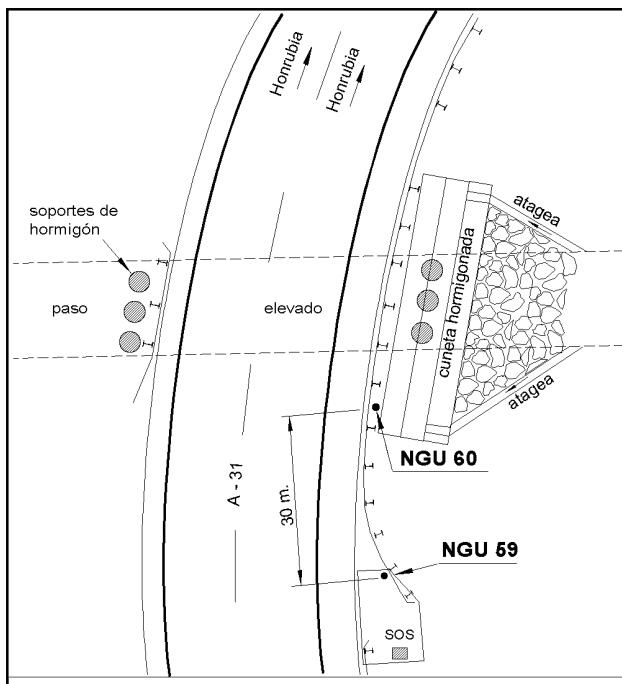 Honrubia
Honrubia
soportes de
hormigón
atagea
paso
elevado
cuneta hormigonada
atagea
NGU 60
A - 31
30 m.
NGU 59
SOS